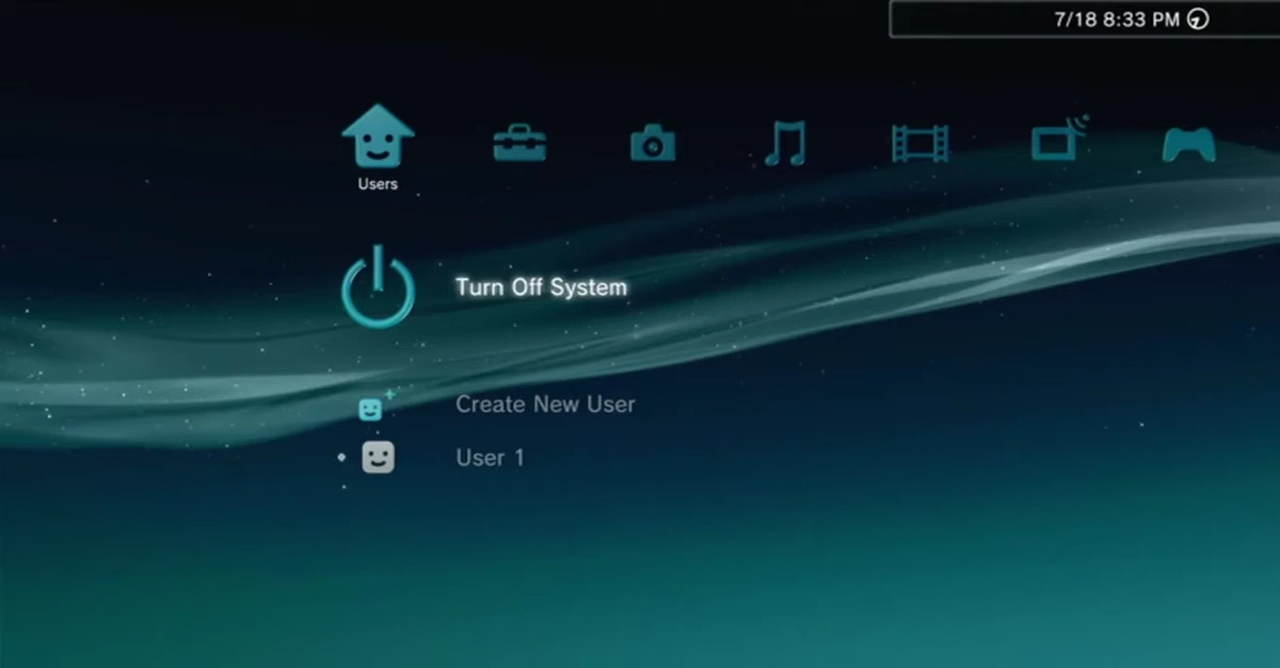 7/18 8:33 PM
Users
Turn Off System
Create New User
User 1